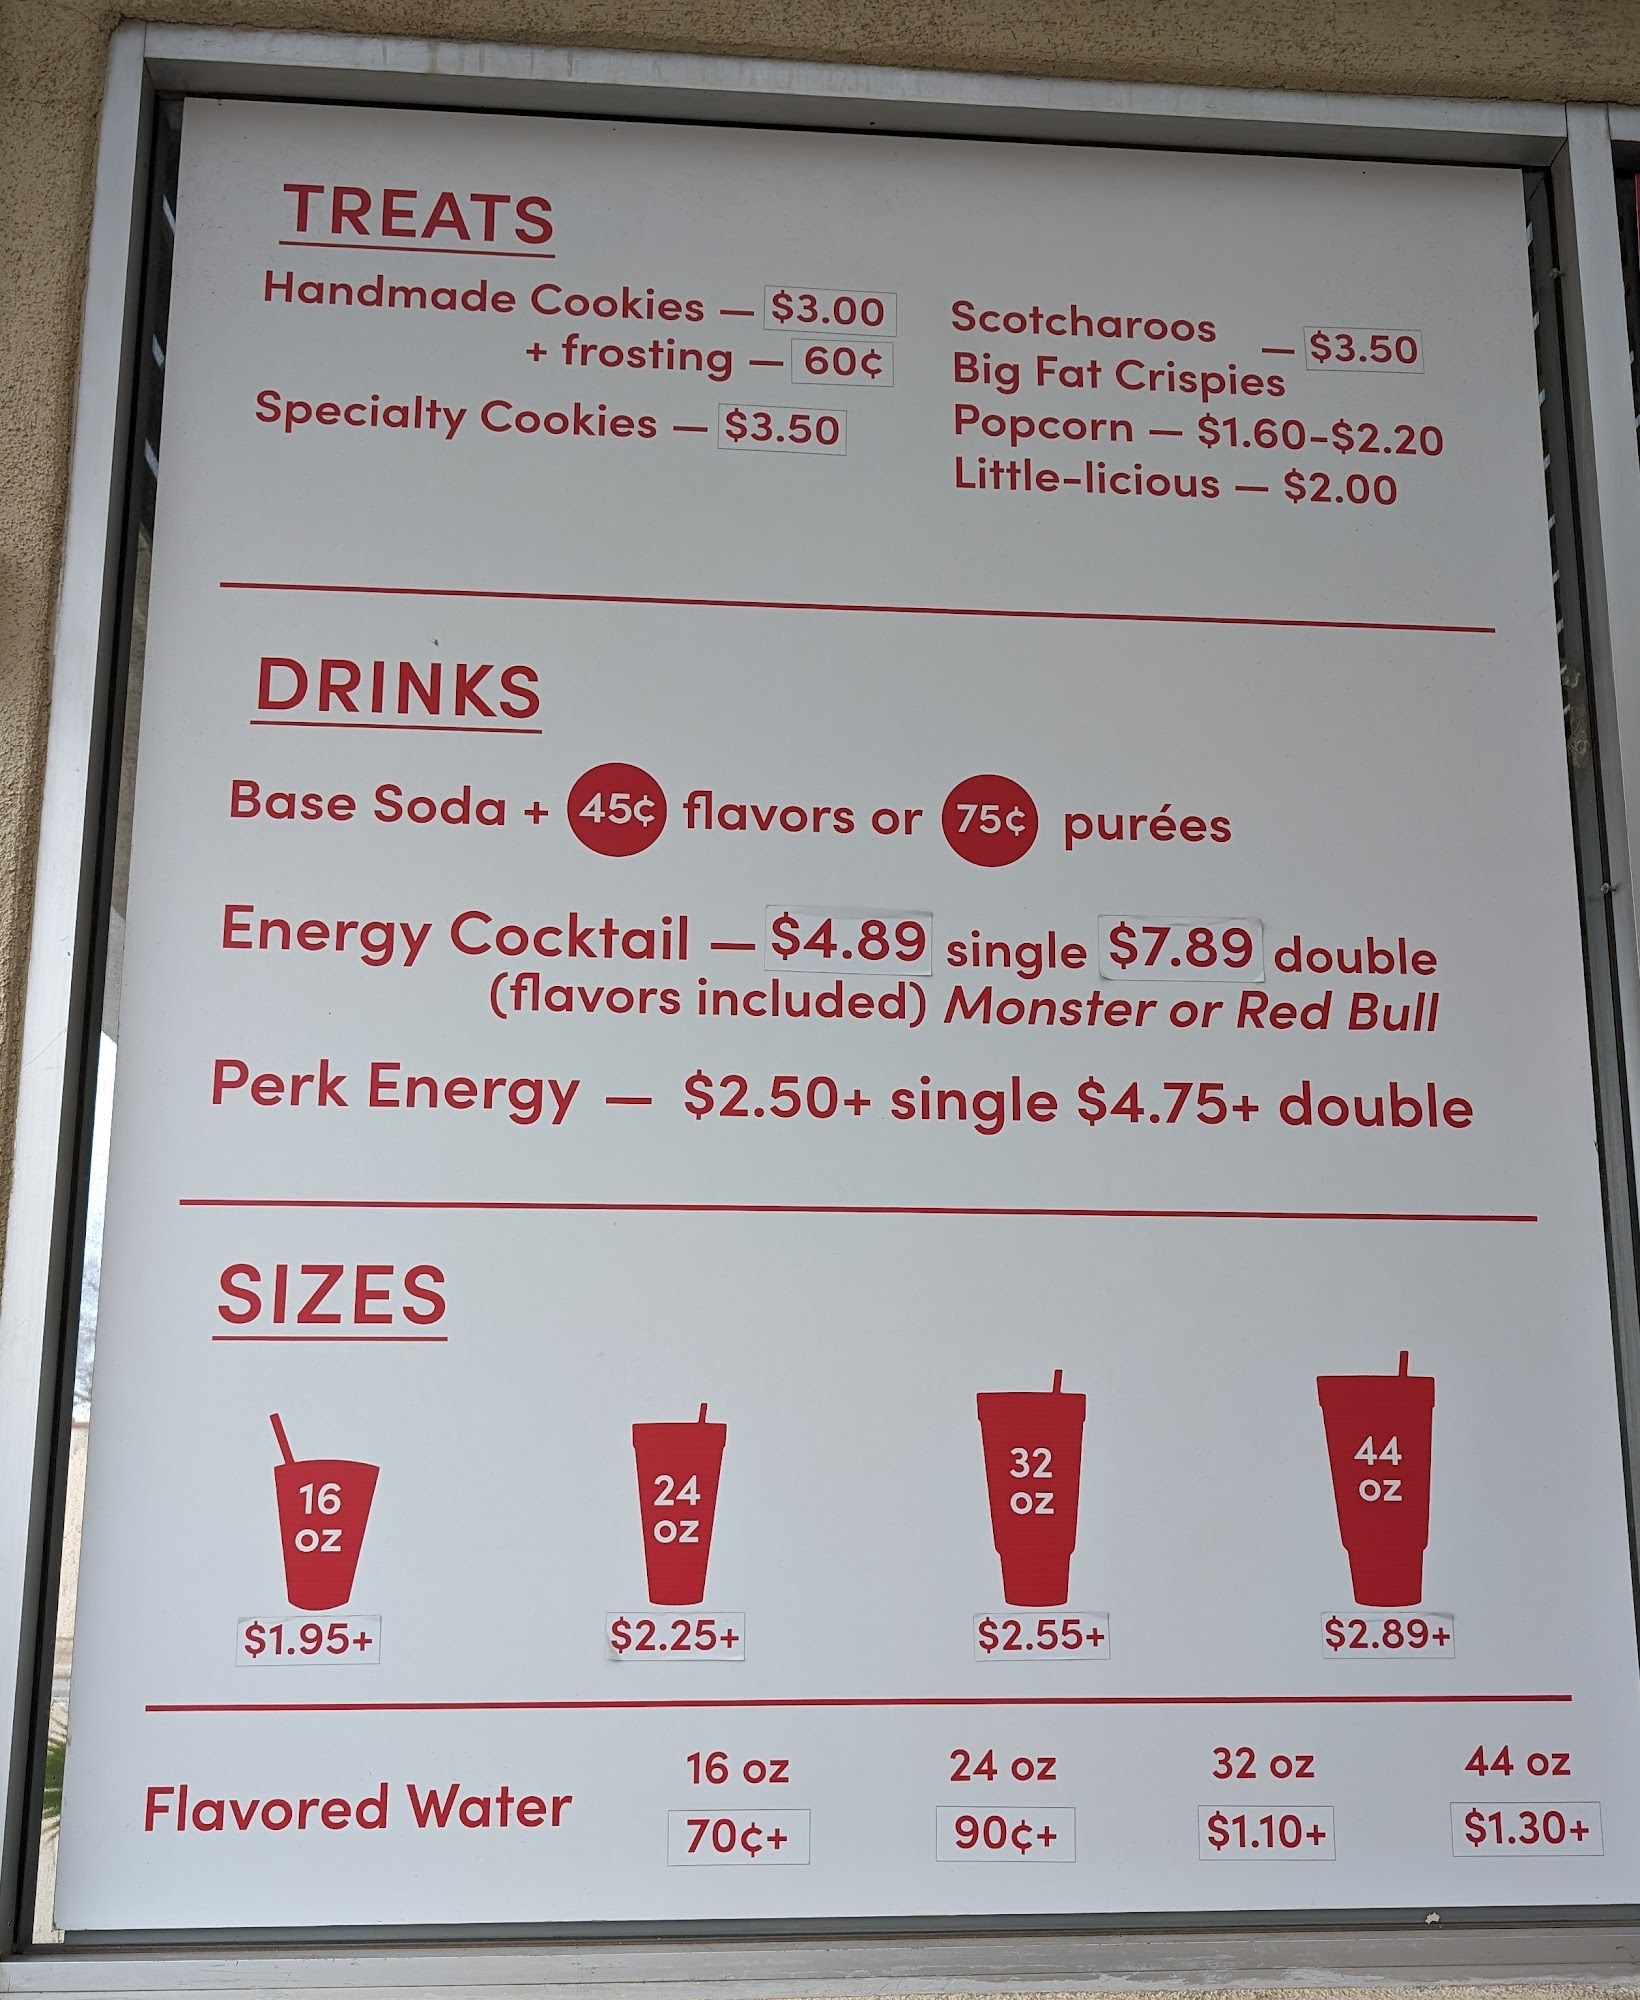 TREATS
Handmade Cookies — $3.00
+ frosting — 60¢
Specialty Cookies — $3.50
Scotcharoos
Big Fat Crispies — $3.50
Popcorn — $1.60-$2.20
Little-licious — $2.00
DRINKS
Base Soda + 45¢ flavors or 75¢ purées
Energy Cocktail — $4.89 single $7.89 double
(flavors included) Monster or Red Bull
Perk Energy — $2.50+ single $4.75+ double
SIZES
16 oz
24 oz
32 oz
44 oz
$1.95+ $2.25+ $2.55+ $2.89+
16 oz 24 oz 32 oz 44 oz
Flavored Water 70¢+ 90¢+ $1.10+ $1.30+